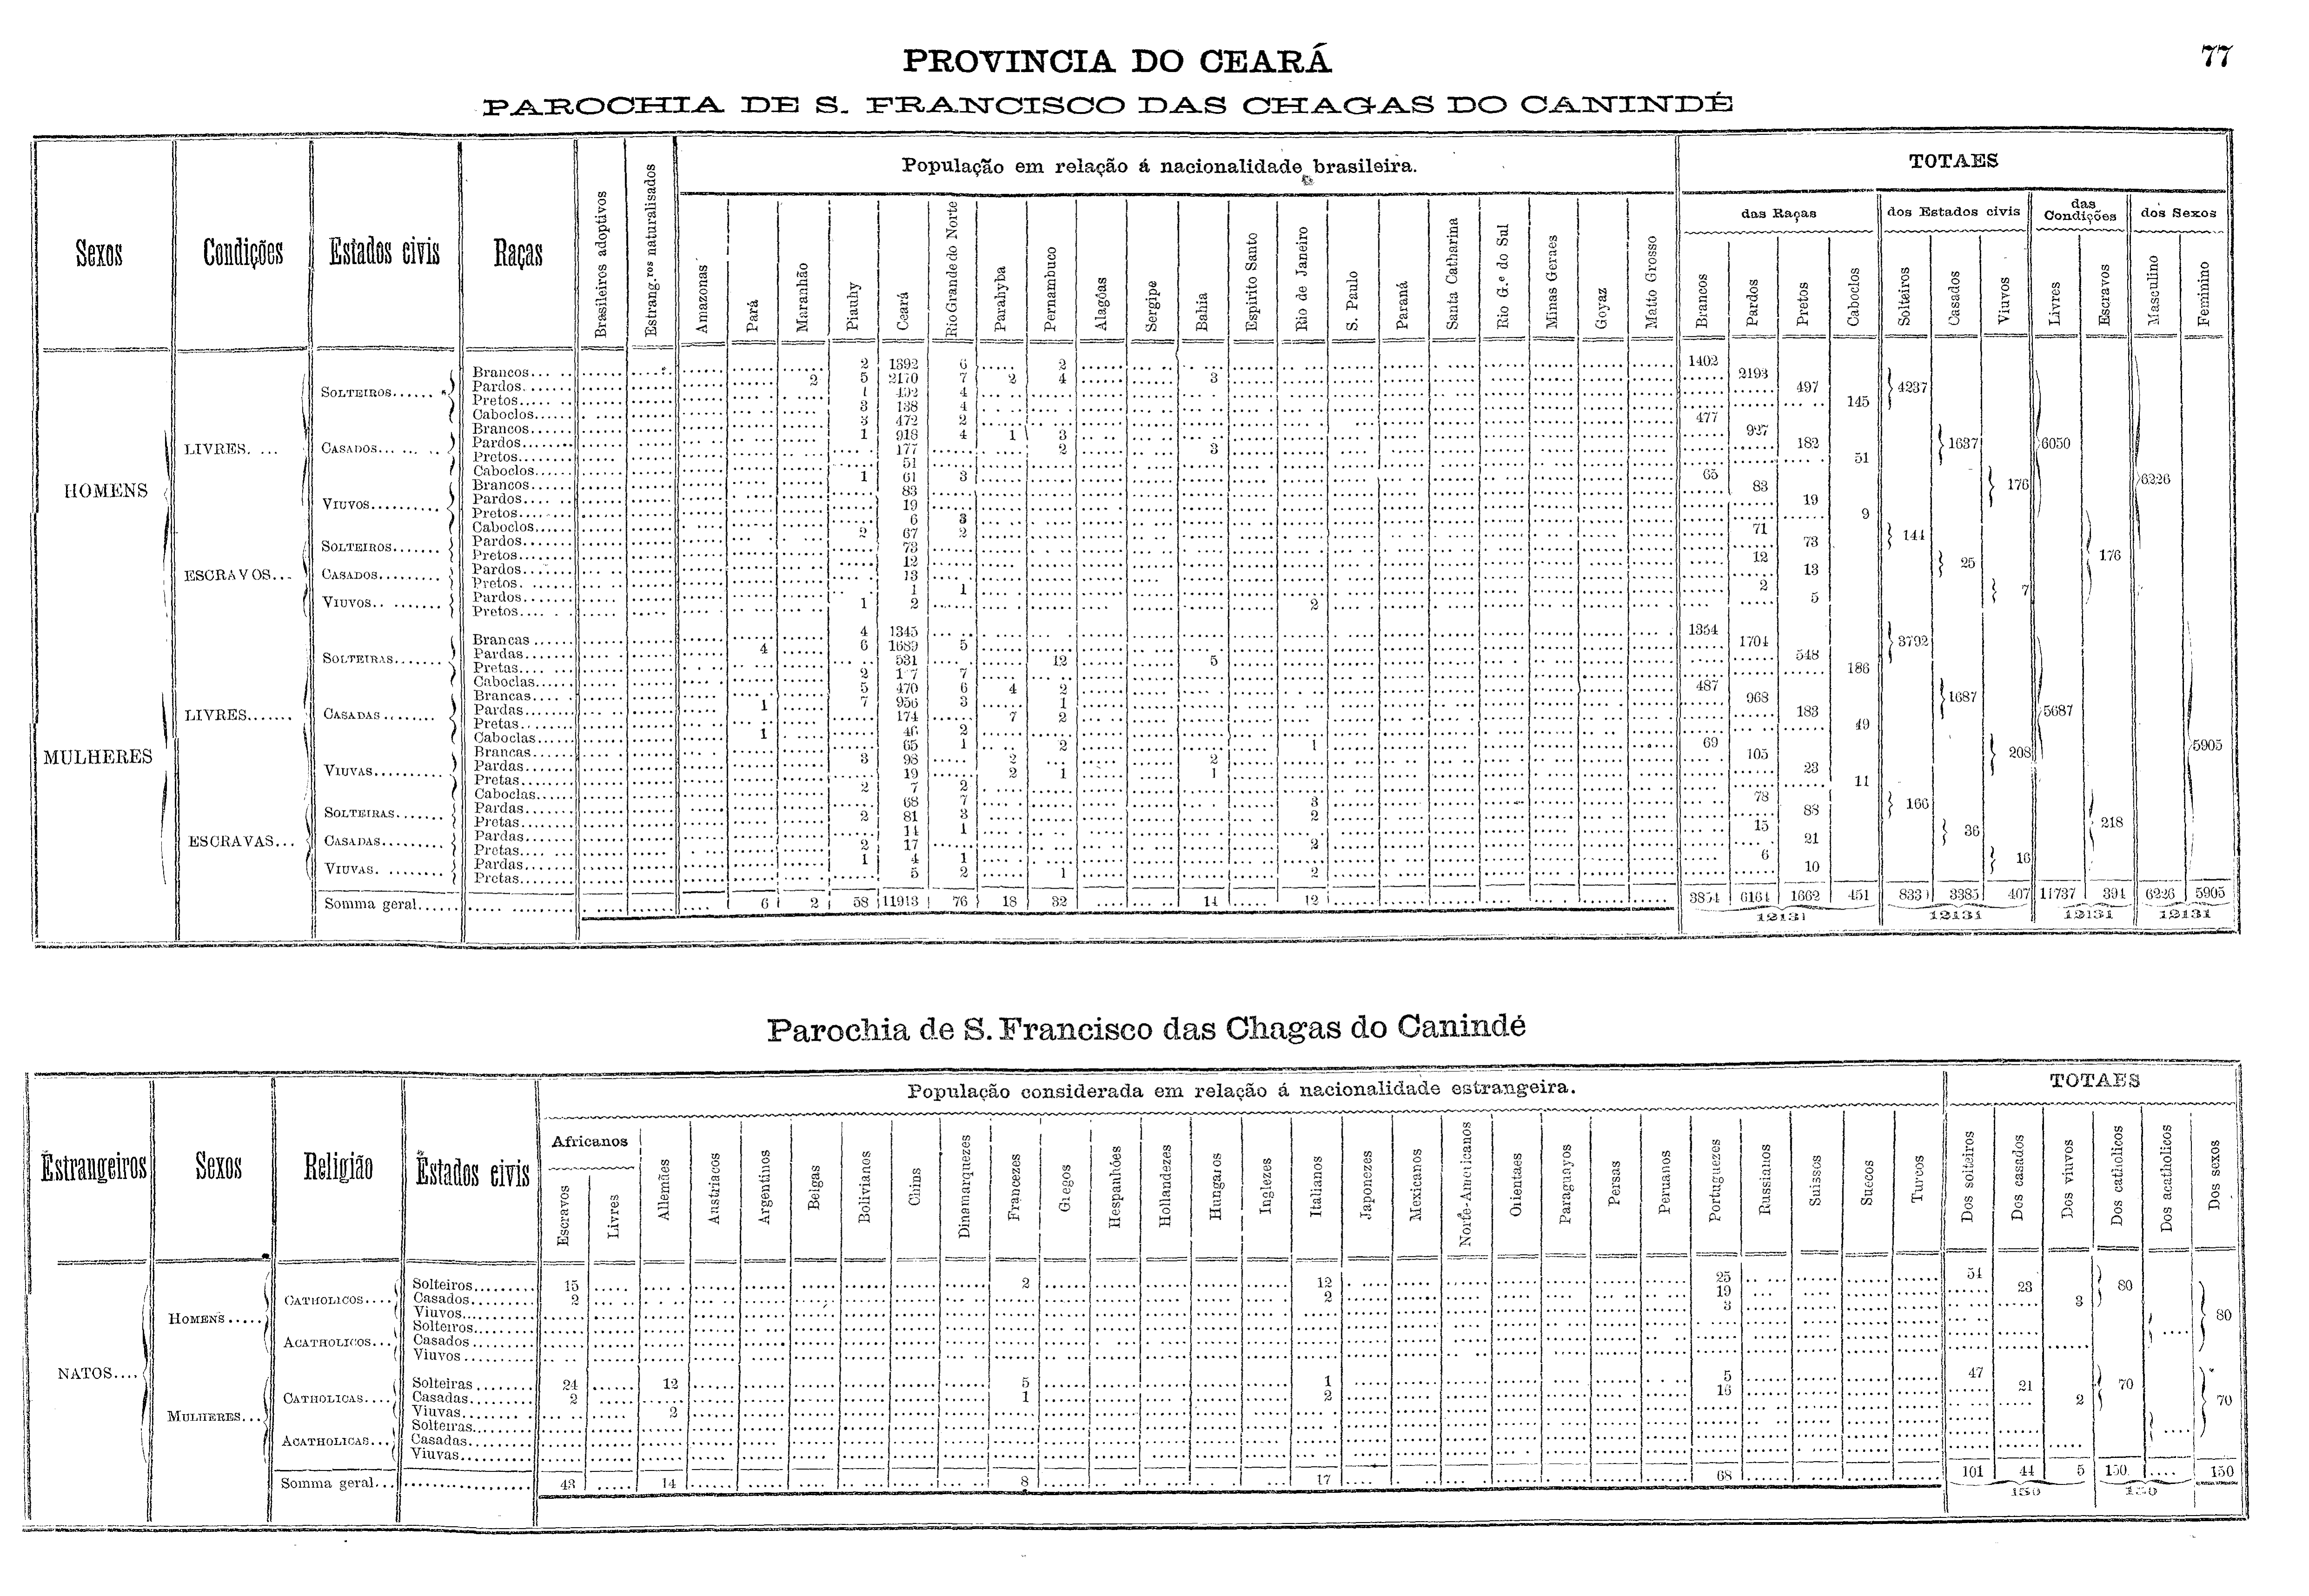 PROVINCIA DO CEARÁ
77
PAROCHIA DE S. FRANCISCO DAS CHAGAS DO CANINDÉ
Sexos Condições Estados civis Raças Brasileiros adoptivos Estrang.ros naturalisados
População em relação á nacionalidade brasileira.
Amazonas Pará Maranhão Piauhy Ceará Rio Grande do Norte Parahyba Pernambuco Alagôas Sergipe Bahia Espirito Santo Rio de Janeiro S. Paulo Paraná Santa Catharina Rio G.e do Sul Minas Geraes Goyaz Matto Grosso
TOTAES
das Raças dos Estados civis das Condições dos Sexos
Brancos Pardos Pretos Caboclos Solteiros Casados Viuvos Livres Escravos Masculino Feminino
HOMENS 6226
LIVRES 6050
SOLTEIROS 4237
Brancos 2 1392 6 2 1402
Pardos 2 5 2170 7 2 4 3 2193
Pretos 1 492 4 497
Caboclos 3 138 4 145
CASADOS 1637
Brancos 3 472 2 477
Pardos 1 918 4 1 3 927
Pretos 177 2 3 182
Caboclos 51 51
VIUVOS 176
Brancos 1 61 3 65
Pardos 83 83
Pretos 19 19
Caboclos 6 3 9
ESCRAVOS 176
SOLTEIROS 144
Pardos 2 67 2 71
Pretos 73 73
CASADOS 25
Pardos 12 12
Pretos 13 13
VIUVOS 7
Pardos 1 1 2
Pretos 1 2 2 5
MULHERES 5905
LIVRES 5687
SOLTEIRAS 3792
Brancas 4 1345 1354
Pardas 4 6 1689 5 1704
Pretas 531 12 5 548
Caboclas 2 7 186
CASADAS 1687
Brancas 5 470 6 4 2 487
Pardas 1 7 956 3 1 968
Pretas 174 7 2 183
Caboclas 1 46 2 49
VIUVAS 208
Brancas 65 1 2 1 69
Pardas 3 98 2 2 105
Pretas 19 2 1 1 23
Caboclas 2 7 2 11
ESCRAVAS 218
SOLTEIRAS 166
Pardas 68 7 3 78
Pretas 2 81 3 2 88
CASADAS 36
Pardas 14 1 15
Pretas 2 17 2 21
VIUVAS 16
Pardas 1 4 1 6
Pretas 5 2 1 2 10
Somma geral 6 2 58 11913 76 18 32 14 12 3854 6164 1662 451 3385 407 11737 394 6226 5905
12131 12131 12131 12131
Parochia de S. Francisco das Chagas do Canindé
Estrangeiros Sexos Religião Estados civis
População considerada em relação á nacionalidade estrangeira.
Africanos
Escravos Livres Allemães Austriacos Argentinos Belgas Bolivianos Chins Dinamarquezes Francezes Gregos Hespanhóes Hollandezes Hungaros Inglezes Italianos Japonezes Mexicanos Norte-Americanos Orientaes Paraguayos Persas Peruanos Portuguezes Russianos Suissos Suecos Turcos
TOTAES
Dos solteiros Dos casados Dos viuvos Dos catholicos Dos acatholicos Dos sexos
NATOS
HOMENS 80
CATHOLICOS 80
Solteiros 15 2 12 25 54
Casados 2 2 19 23
Viuvos 3 3
ACATHOLICOS
Solteiros
Casados
Viuvos
MULHERES 70
CATHOLICAS 70
Solteiras 24 12 5 1 5 47
Casadas 2 1 2 16 21
Viuvas 2 2
ACATHOLICAS
Solteiras
Casadas
Viuvas
Somma geral 43 14 8 17 68 101 44 5 150 150
150